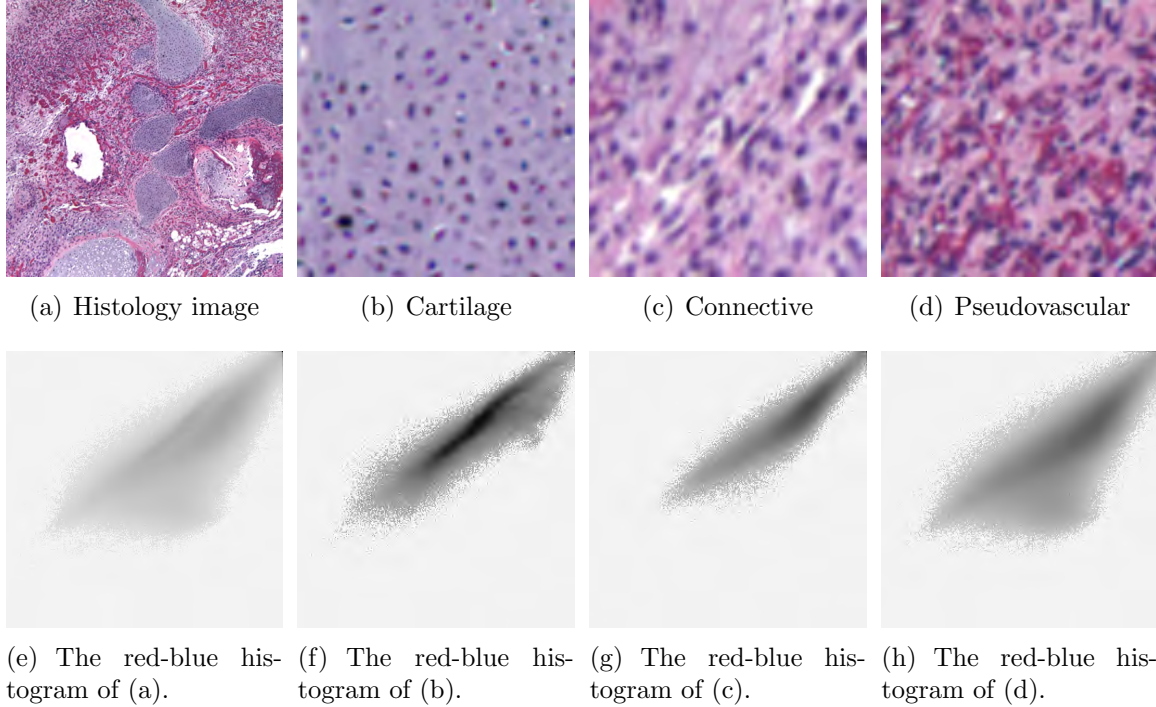 (a) Histology image
(b) Cartilage
(c) Connective
(d) Pseudovascular
(e) The red-blue his-
togram of (a).
(f) The red-blue his-
togram of (b).
(g) The red-blue his-
togram of (c).
(h) The red-blue his-
togram of (d).